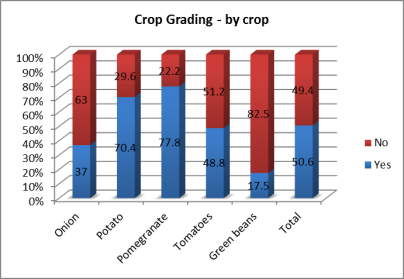 Crop Grading - by crop
100%
90%
80%
70%
60%
50%
40%
30%
20%
10%
0%
63
29.6
22.2
51.2
82.5
49.4
37
70.4
77.8
48.8
17.5
50.6
No
Yes
Onion
Potato
Pomegranate
Tomatoes
Green beans
Total